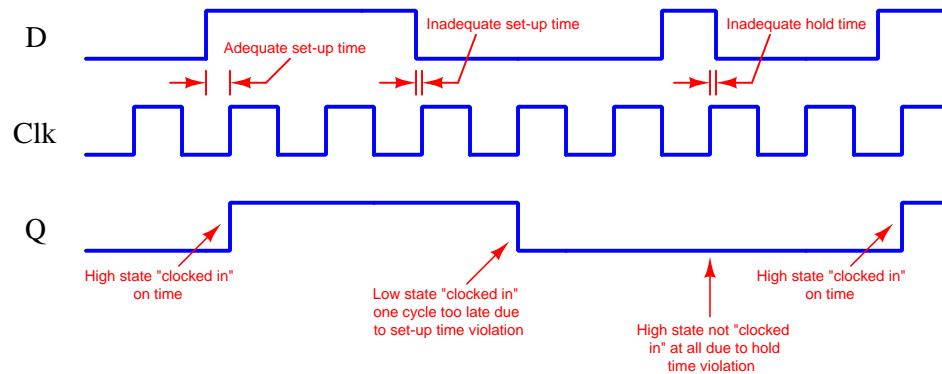 D
Adequate set-up time
Inadequate set-up time
Inadequate hold time
Clk
Q
High state "clocked in"
on time
Low state "clocked in"
one cycle too late due
to set-up time violation
High state not "clocked
in" at all due to hold
time violation
High state "clocked in"
on time